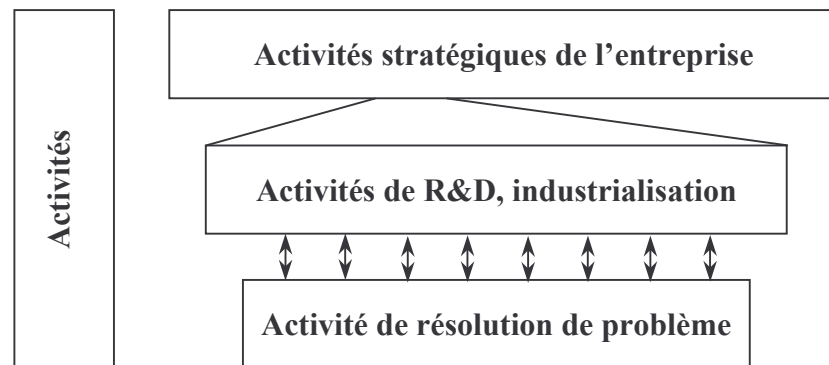 Activités
Activités stratégiques de l’entreprise
Activités de R&D, industrialisation
Activité de résolution de problème